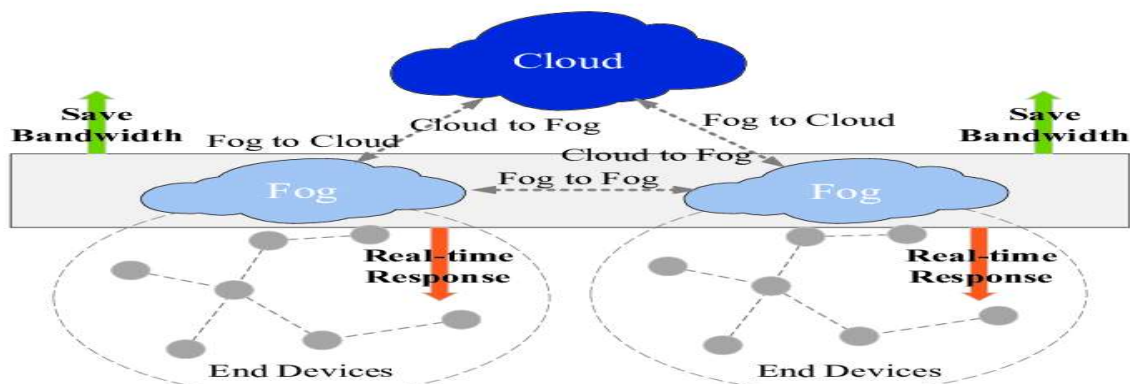 Cloud
Save
Bandwidth
Fog to Cloud
Cloud to Fog
Fog to Cloud
Save
Bandwidth
Cloud to Fog
Fog
Fog to Fog
Fog
Real-time
Response
Real-time
Response
End Devices
End Devices